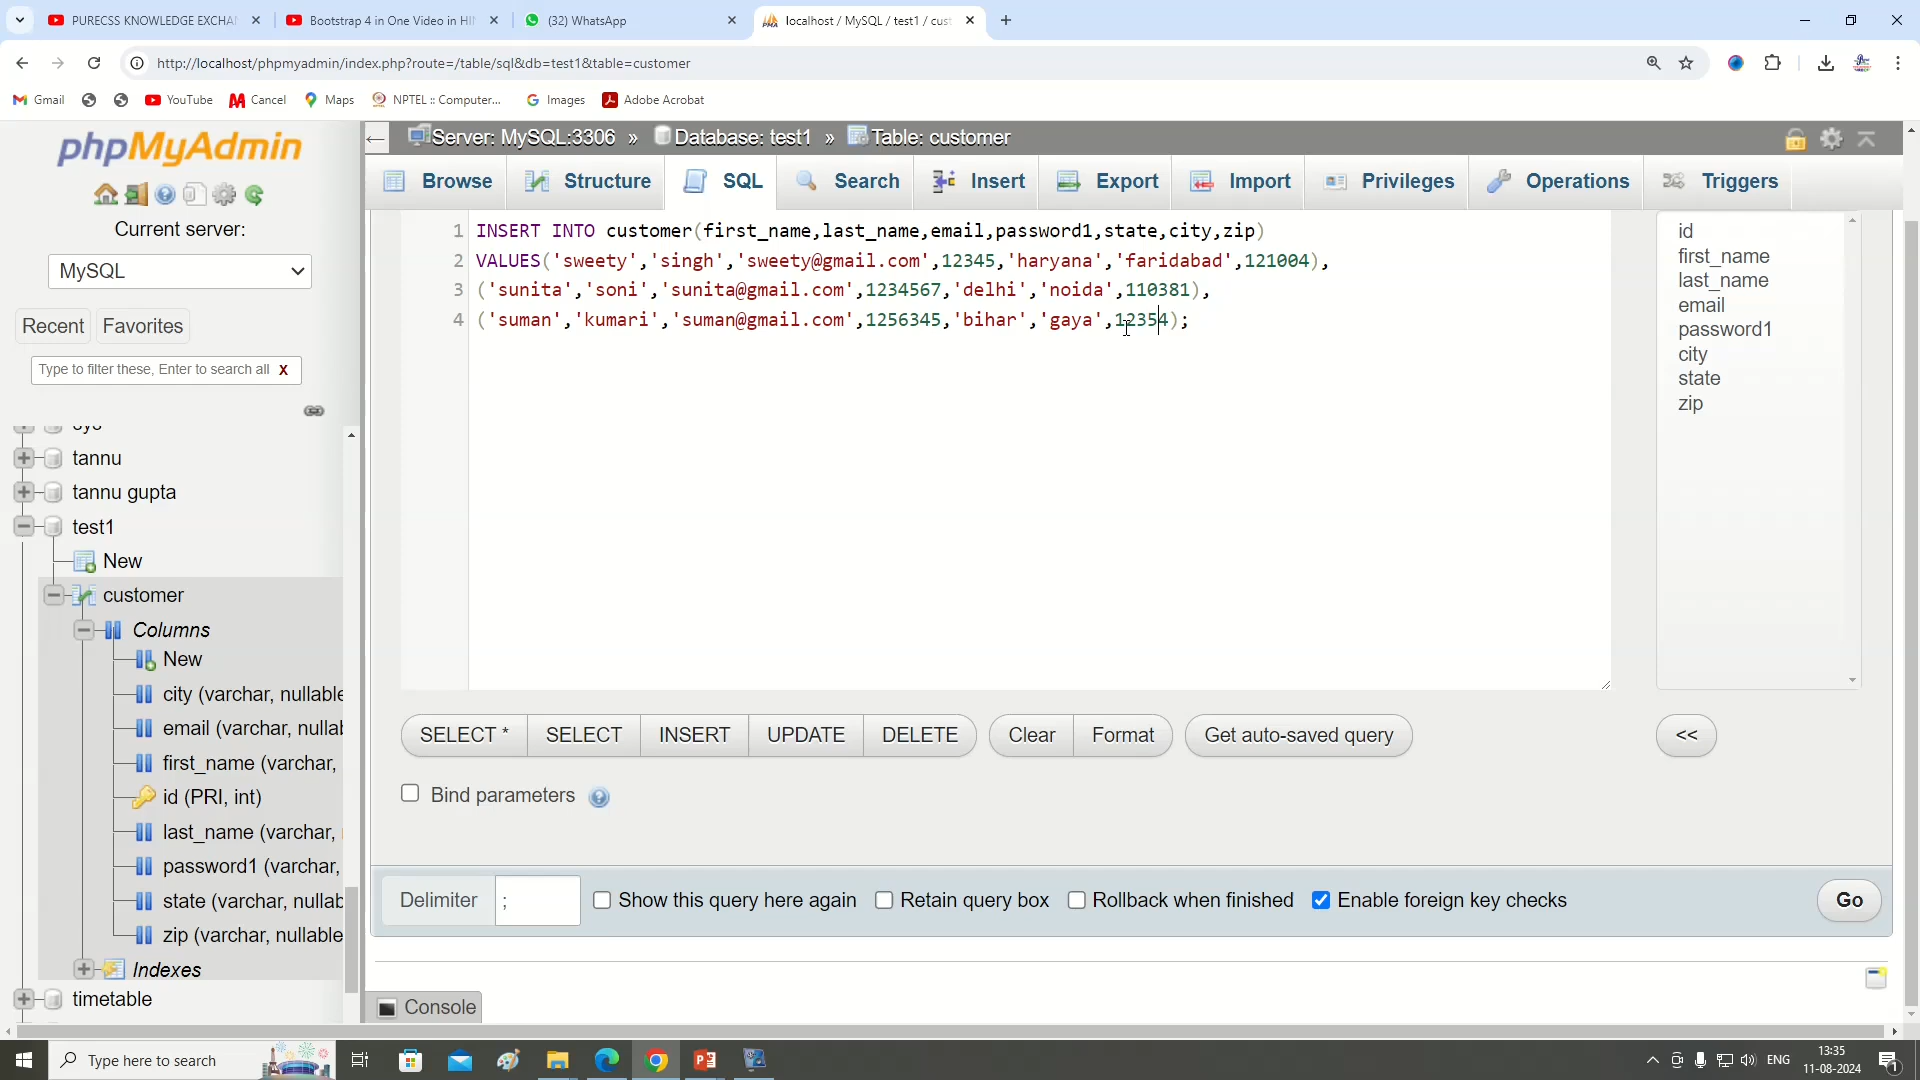 PURECSS KNOWLEDGE EXCHA
Bootstrap 4 in One Video in HI
(32) WhatsApp
localhost / MySQL / test1 / cust
http://localhost/phpmyadmin/index.php?route=/table/sql&db=test1&table=customer
Gmail
YouTube
Cancel
Maps
NPTEL :: Computer...
Images
Adobe Acrobat
phpMyAdmin
Current server:
MySQL
Recent
Favorites
Type to filter these, Enter to search all X
sys
tannu
tannu gupta
test1
New
customer
Columns
New
city (varchar, nullable
email (varchar, nullab
first_name (varchar,
id (PRI, int)
last_name (varchar,
password1 (varchar,
state (varchar, nullab
zip (varchar, nullable
Indexes
timetable
Server: MySQL:3306 » Database: test1 » Table: customer
Browse Structure SQL Search Insert Export Import Privileges Operations Triggers
1 INSERT INTO customer(first_name,last_name,email,password1,state,city,zip)
2 VALUES('sweety','singh','sweety@gmail.com',12345,'haryana','faridabad',121004),
3 ('sunita','soni','sunita@gmail.com',1234567,'delhi','noida',110381),
4 ('suman','kumari','suman@gmail.com',1256345,'bihar','gaya',12354);
id
first_name
last_name
email
password1
city
state
zip
SELECT * SELECT INSERT UPDATE DELETE Clear Format Get auto-saved query <<
Bind parameters
Delimiter ; Show this query here again Retain query box Rollback when finished Enable foreign key checks Go
Console
Type here to search
ENG
13:35
11-08-2024
1